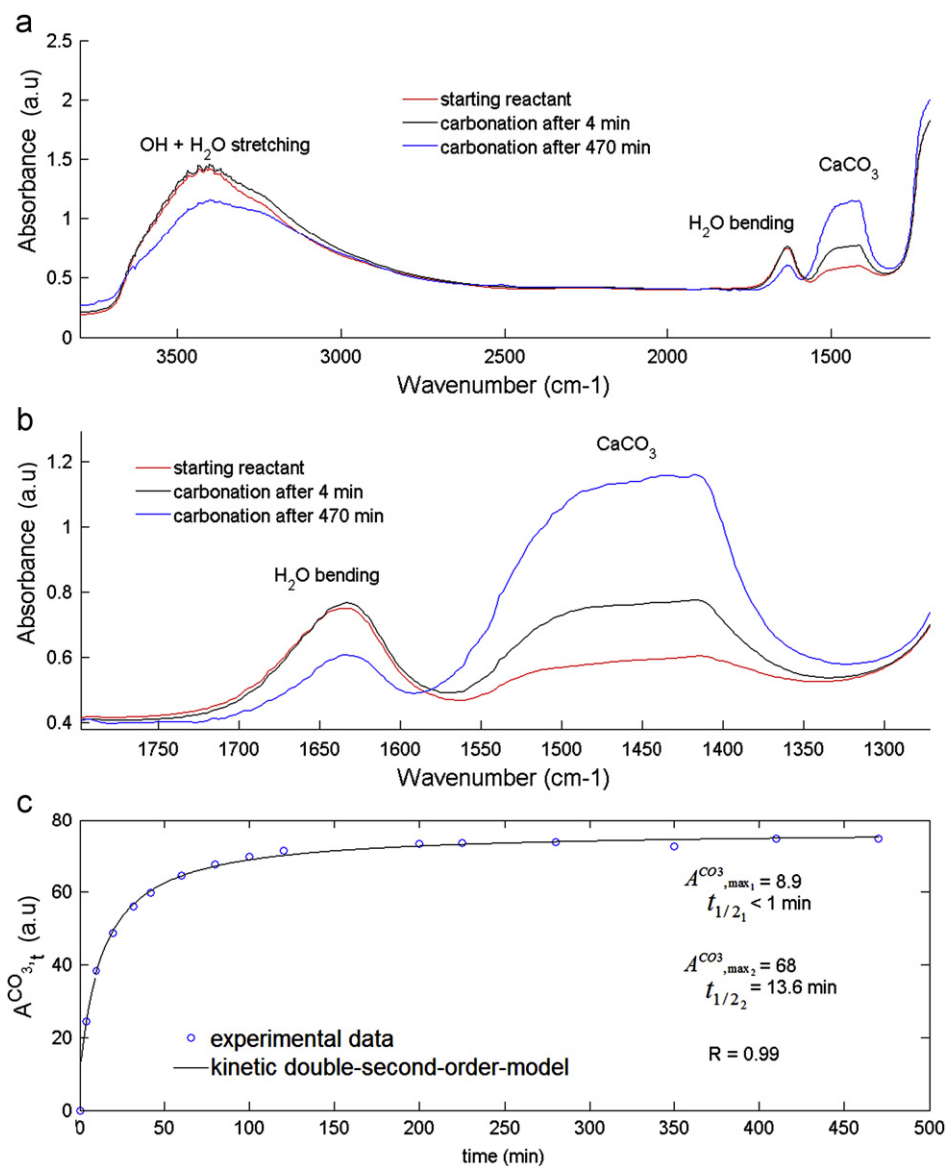 a
2.5
2
1.5
1
0.5
0
Absorbance (a.u)
OH + H2O stretching
starting reactant
carbonation after 4 min
carbonation after 470 min
CaCO3
H2O bending
3500 3000 2500 2000 1500
Wavenumber (cm-1)
b
1.2
1
0.8
0.6
0.4
Absorbance (a.u)
starting reactant
carbonation after 4 min
carbonation after 470 min
CaCO3
H2O bending
1750 1700 1650 1600 1550 1500 1450 1400 1350 1300
Wavenumber (cm-1)
c
80
60
40
20
0
A^CO3,t (a.u)
A^CO3,max1 = 8.9
t1/21 < 1 min
A^CO3,max2 = 68
t1/22 = 13.6 min
R = 0.99
experimental data
kinetic double-second-order-model
0 50 100 150 200 250 300 350 400 450 500
time (min)